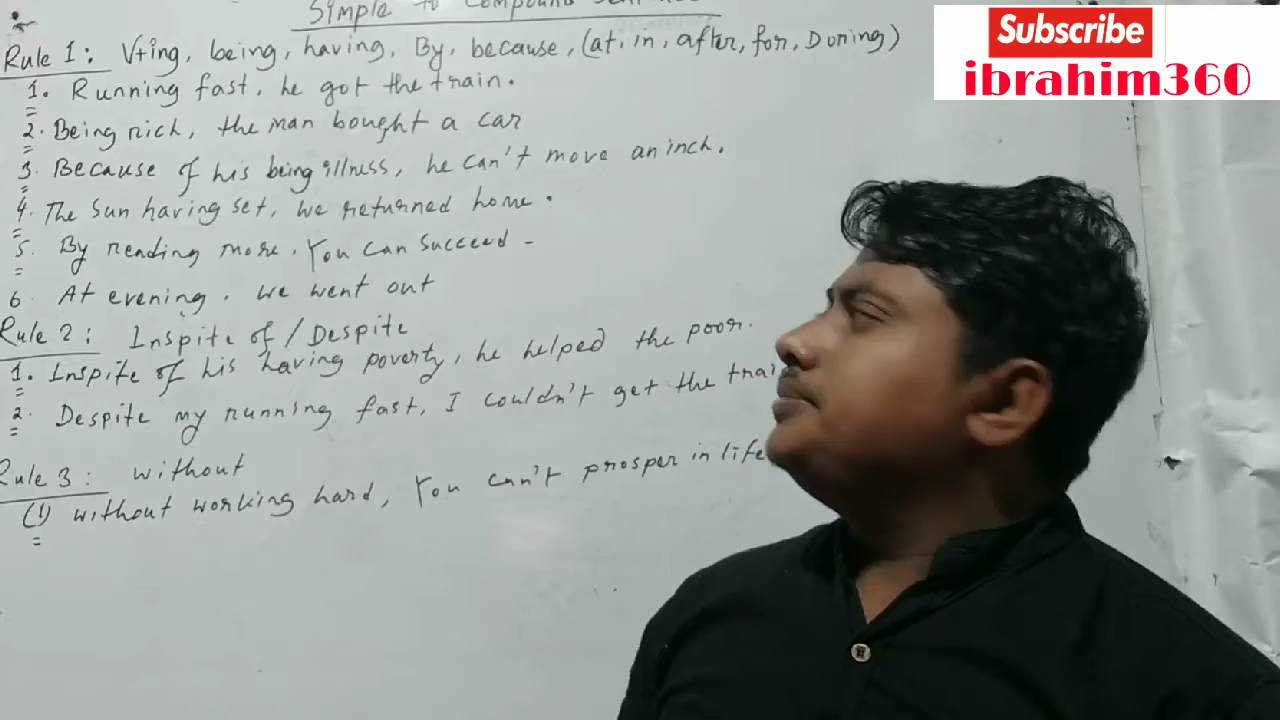 Simple to Compound Sentence
Rule 1: V+ing, being, having, By, because, (at, in, after, for, During)
1. Running fast, he got the train.
2. Being rich, the man bought a car
3. Because of his being illness, he can't move an inch.
4. The Sun having set, we returned home.
5. By reading more, You can succeed -
6. At evening, we went out
Rule 2: Inspite of / Despite
1. Inspite of his having poverty, he helped the poor.
2. Despite my running fast, I couldn't get the trai
Rule 3: without
(1) without working hard, You can't prosper in life
Subscribe
ibrahim360